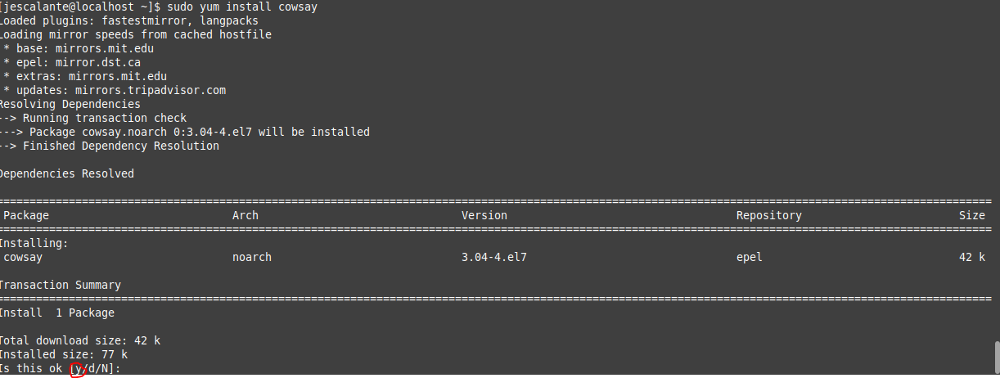 [jescalante@localhost ~]$ sudo yum install cowsay
Loaded plugins: fastestmirror, langpacks
Loading mirror speeds from cached hostfile
 * base: mirrors.mit.edu
 * epel: mirror.dst.ca
 * extras: mirrors.mit.edu
 * updates: mirrors.tripadvisor.com
Resolving Dependencies
--> Running transaction check
---> Package cowsay.noarch 0:3.04-4.el7 will be installed
--> Finished Dependency Resolution
Dependencies Resolved
Package Arch Version Repository Size
Installing:
cowsay noarch 3.04-4.el7 epel 42 k
Transaction Summary
Install 1 Package
Total download size: 42 k
Installed size: 77 k
Is this ok [y/d/N]: